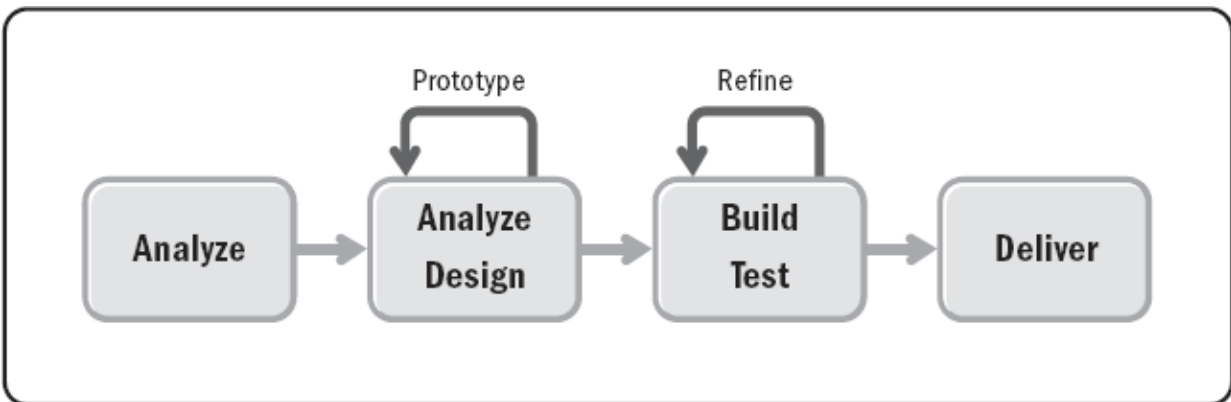 Prototype
Refine
Analyze
Analyze
Design
Build
Test
Deliver